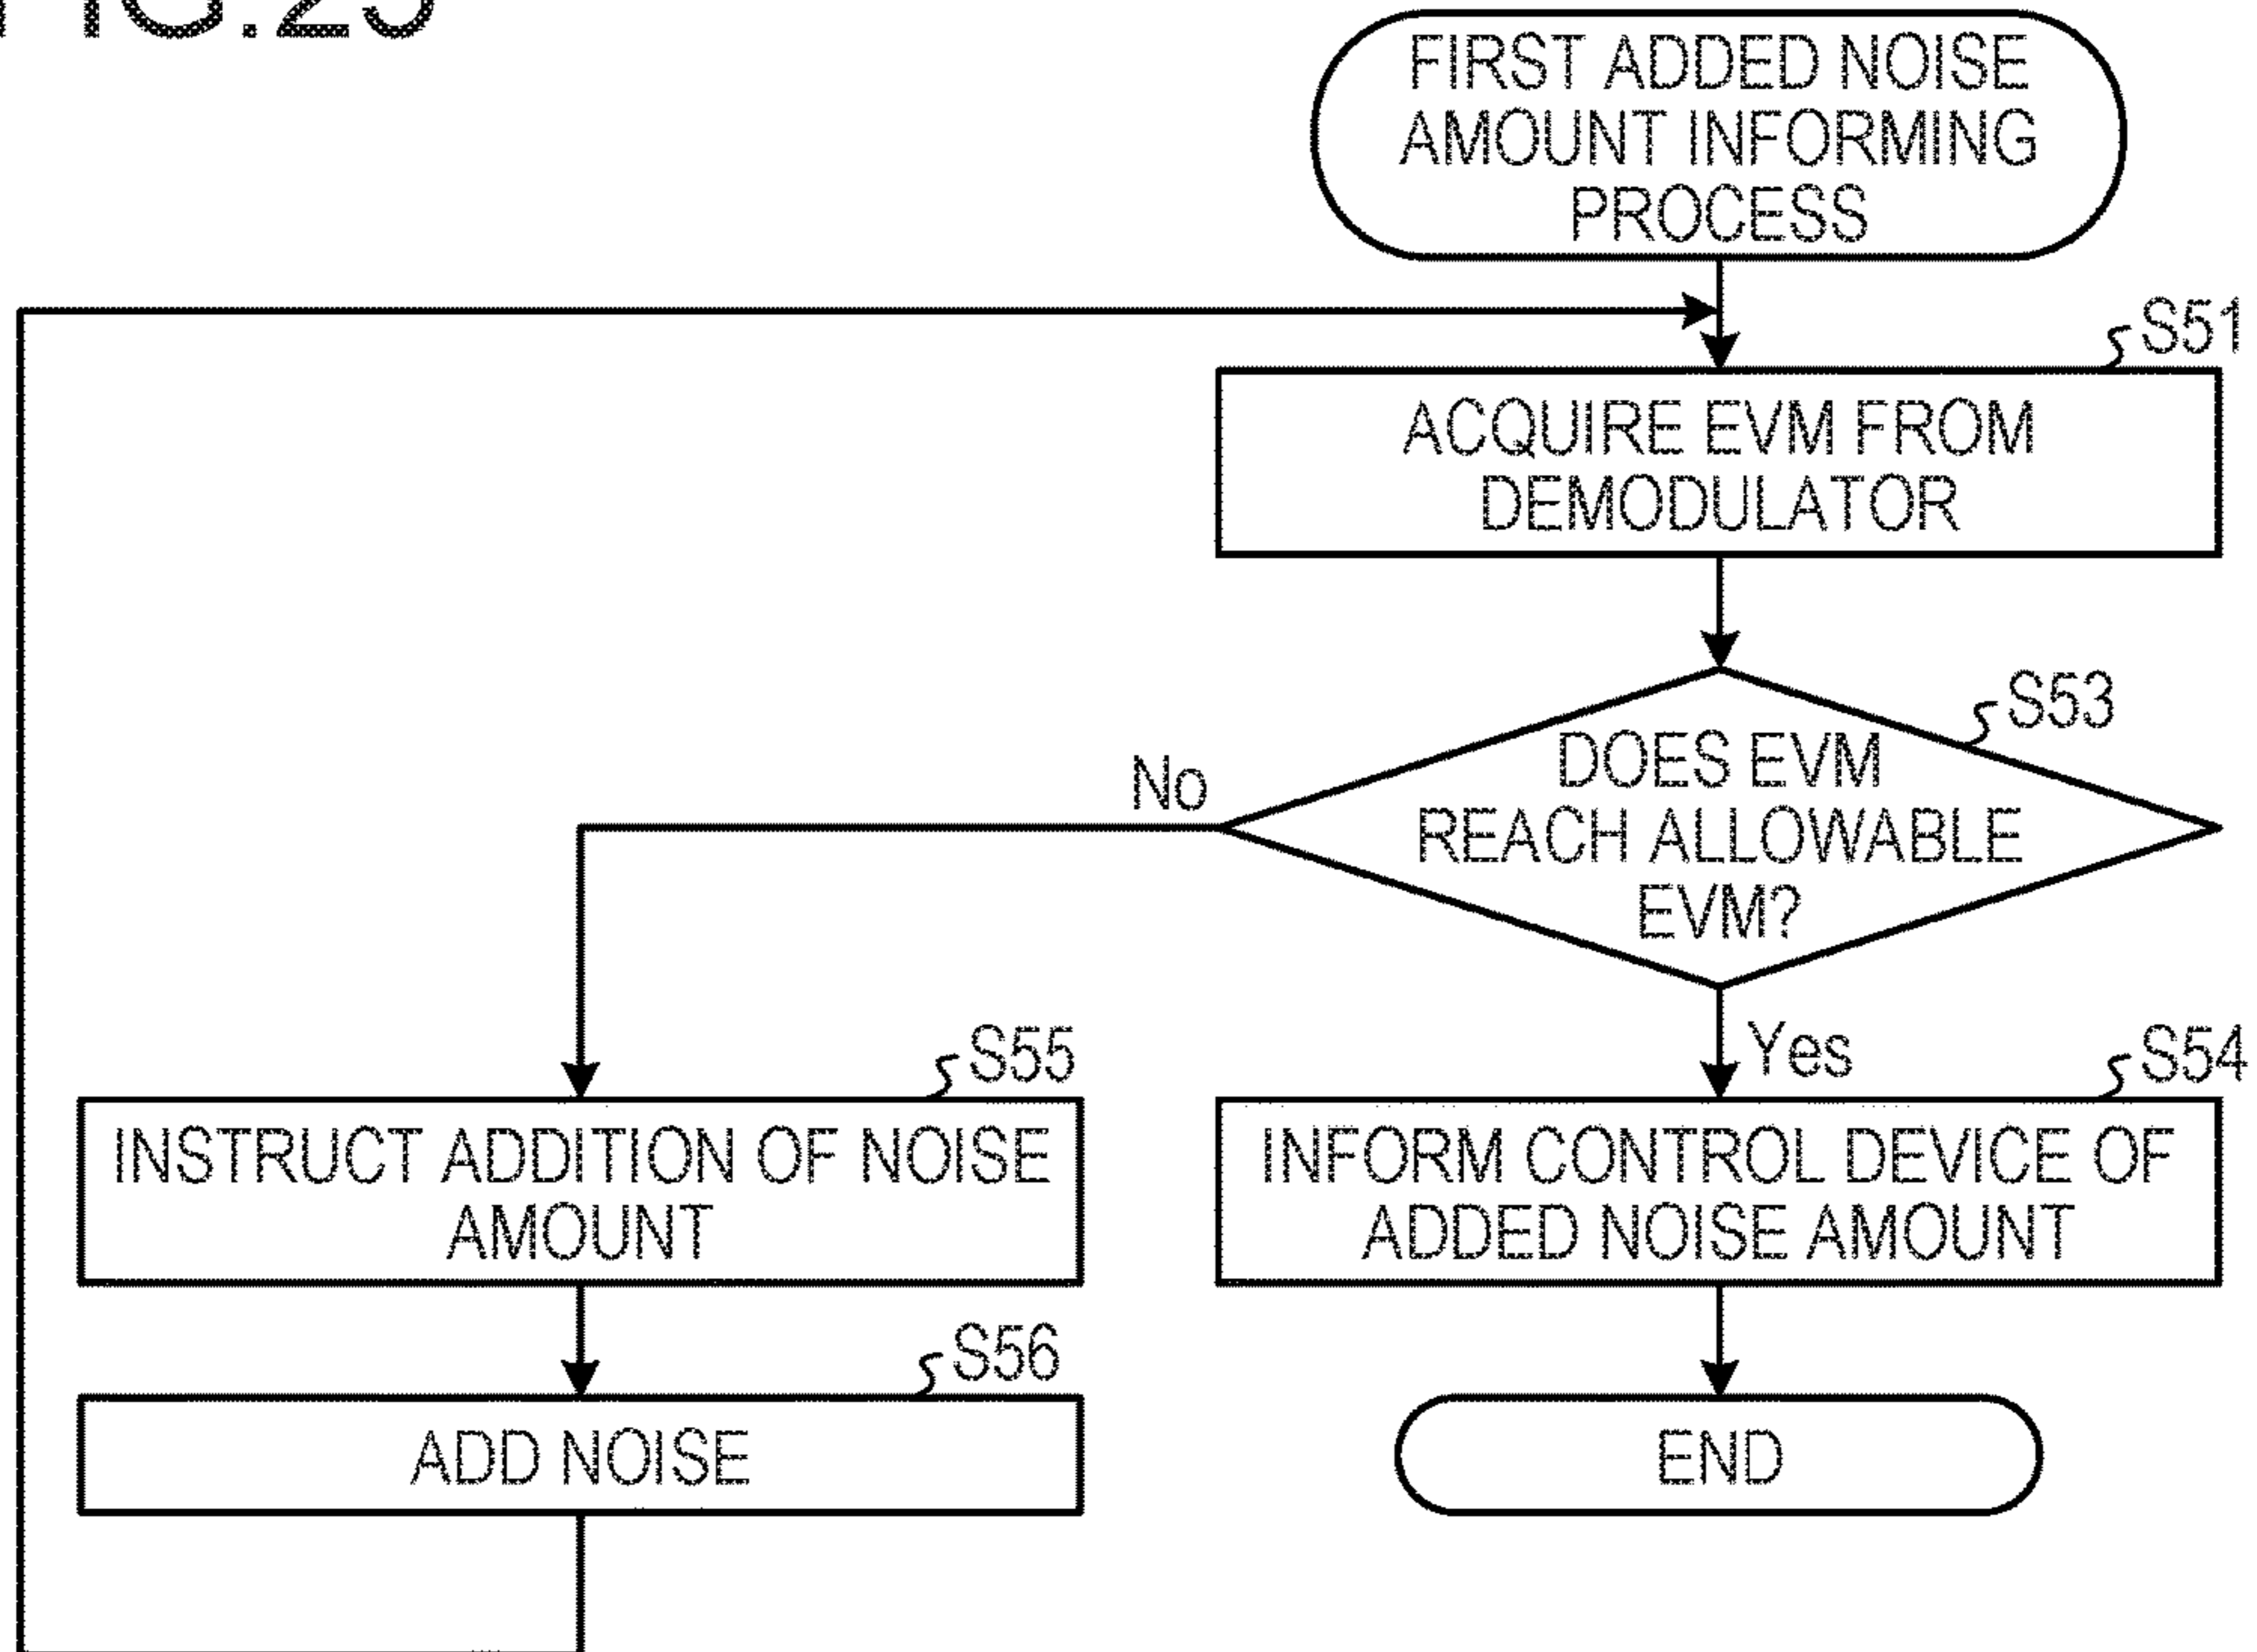 FIRST ADDED NOISE
AMOUNT INFORMING
PROCESS
S51
ACQUIRE EVM FROM
DEMODULATOR
S53
DOES EVM
REACH ALLOWABLE
EVM?
No
Yes
S55
INSTRUCT ADDITION OF NOISE
AMOUNT
S54
INFORM CONTROL DEVICE OF
ADDED NOISE AMOUNT
S56
ADD NOISE
END